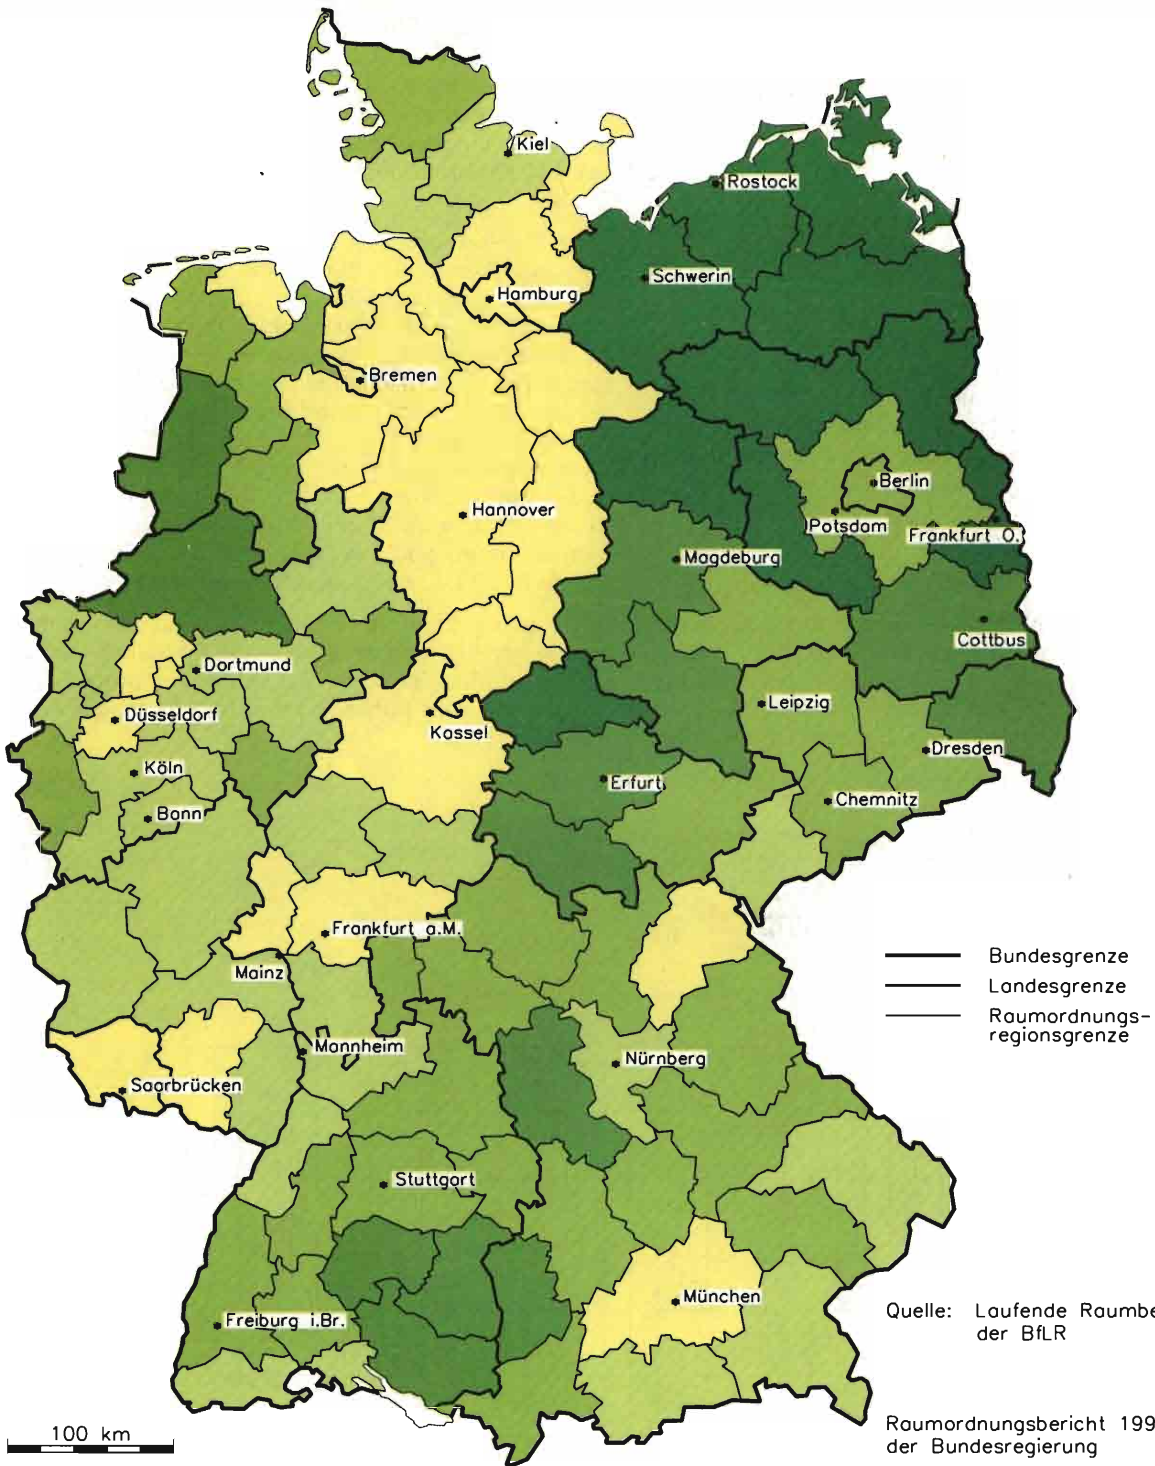 Kiel
Rostock
Schwerin
Hamburg
Bremen
Berlin
Hannover
Potsdam
Frankfurt O.
Magdeburg
Cottbus
Dortmund
Leipzig
Düsseldorf
Kassel
Dresden
Köln
Erfurt
Chemnitz
Bonn
Frankfurt a.M.
Mainz
Bundesgrenze
Landesgrenze
Raumordnungs-
regionsgrenze
Mannheim
Nürnberg
Saarbrücken
Stuttgart
München
Freiburg i.Br.
Quelle: Laufende Raumbe
der BfLR
100 km
Raumordnungsbericht 199
der Bundesregierung